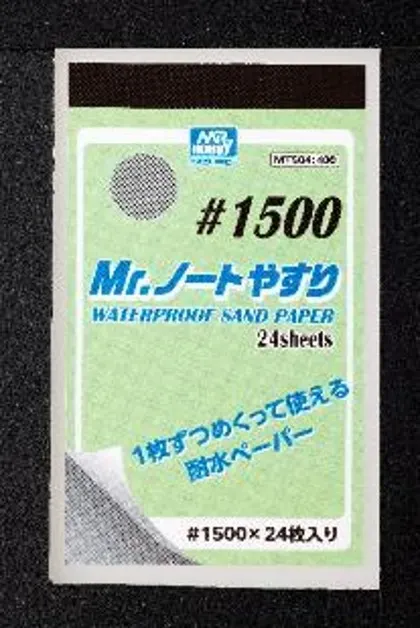 MR.
HOBBY
MT504:400
#1500
Mr.ノートやすり
WATERPROOF SAND PAPER
24sheets
1枚ずつめくって使える
耐水ペーパー
#1500×24枚入り